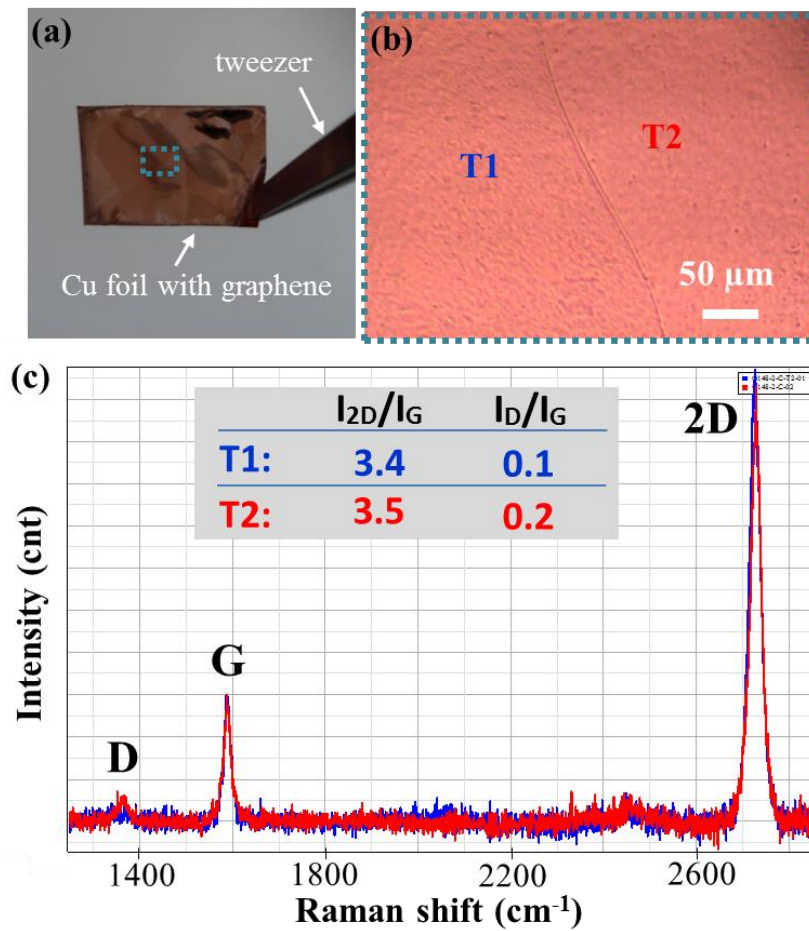 (a)
tweezer
Cu foil with graphene
(b)
T1
T2
50 µm
(c)
I2D/IG ID/IG
T1: 3.4 0.1
T2: 3.5 0.2
2D
G
D
Intensity (cnt)
1400 1800 2200 2600
Raman shift (cm-1)